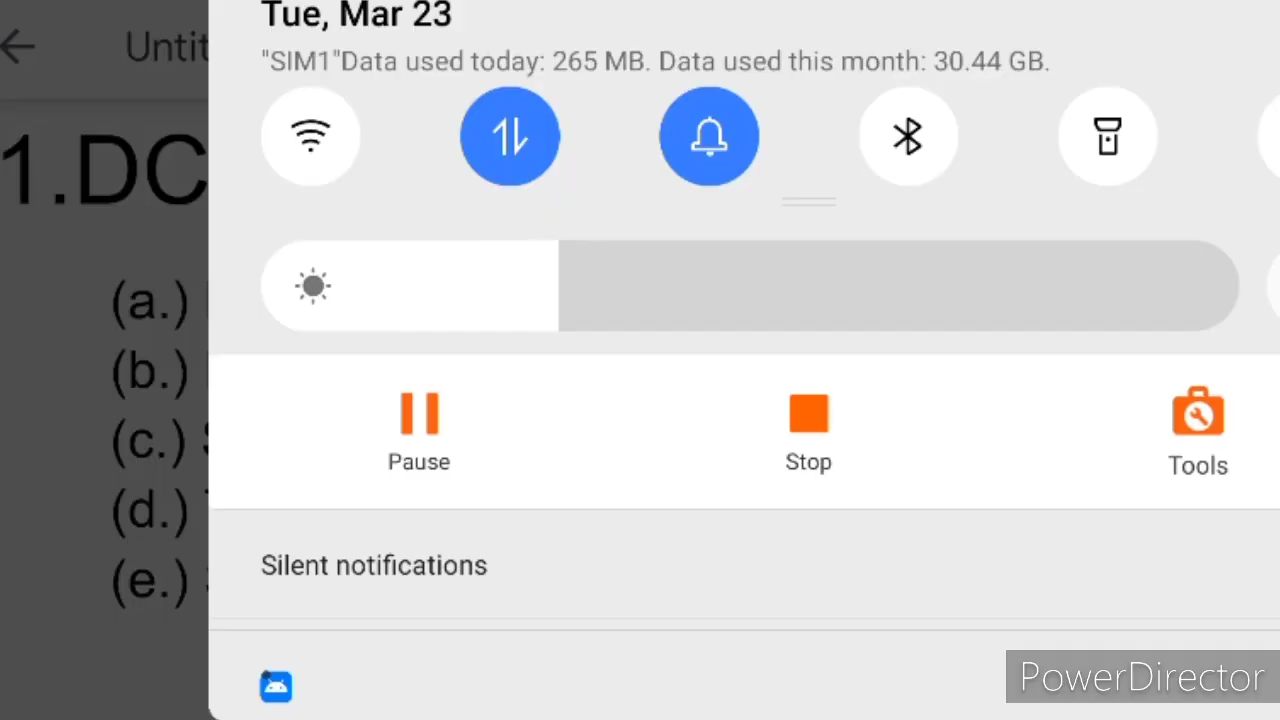 Tue, Mar 23
"SIM1"Data used today: 265 MB. Data used this month: 30.44 GB.
1.DC
(a.)
(b.)
(c.)
(d.)
(e.)
Pause
Stop
Tools
Silent notifications
PowerDirector